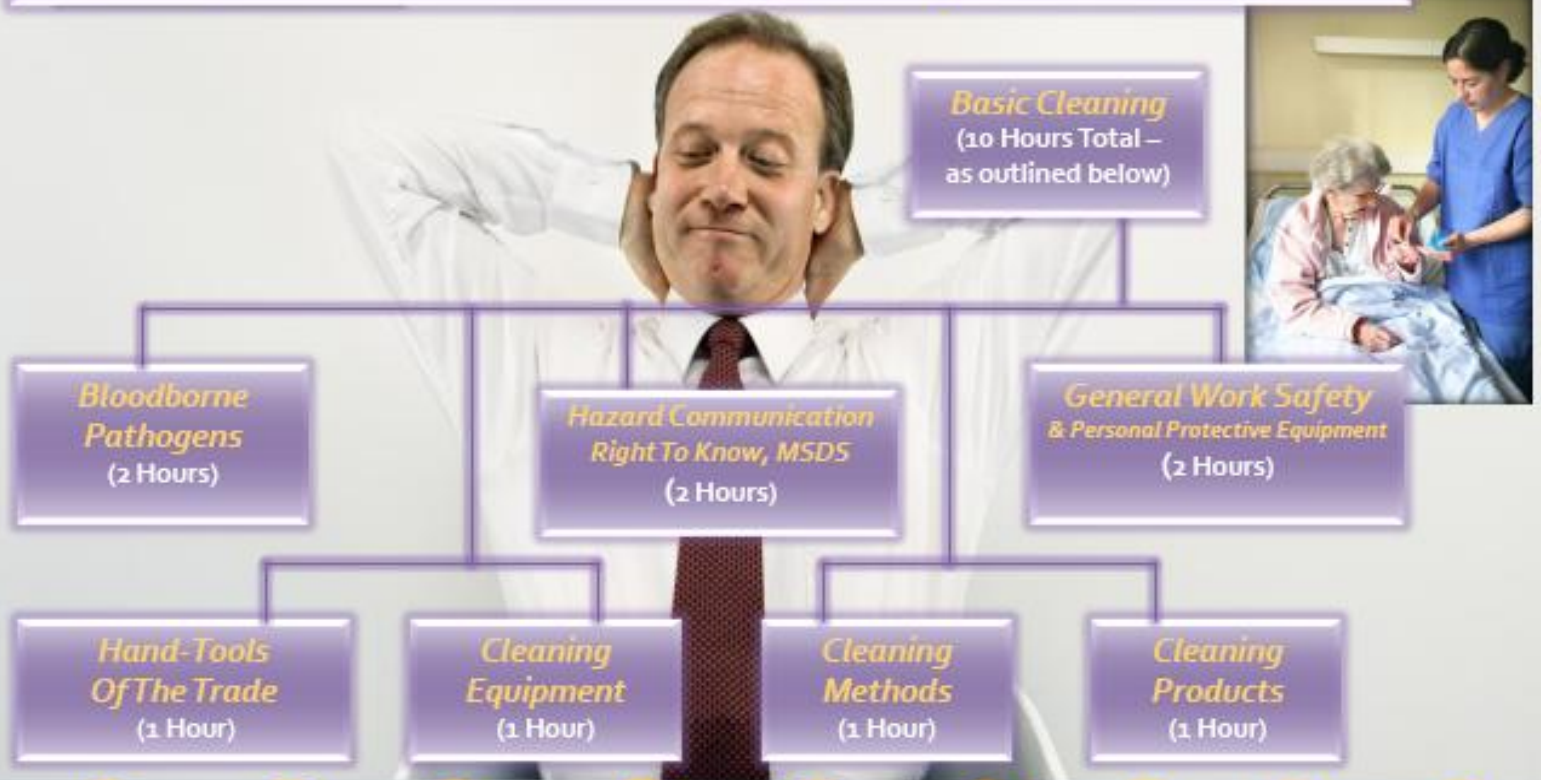 Basic Cleaning
(10 Hours Total –
as outlined below)
Bloodborne
Pathogens
(2 Hours)
Hazard Communication
Right To Know, MSDS
(2 Hours)
General Work Safety
& Personal Protective Equipment
(2 Hours)
Hand-Tools
Of The Trade
(1 Hour)
Cleaning
Equipment
(1 Hour)
Cleaning
Methods
(1 Hour)
Cleaning
Products
(1 Hour)